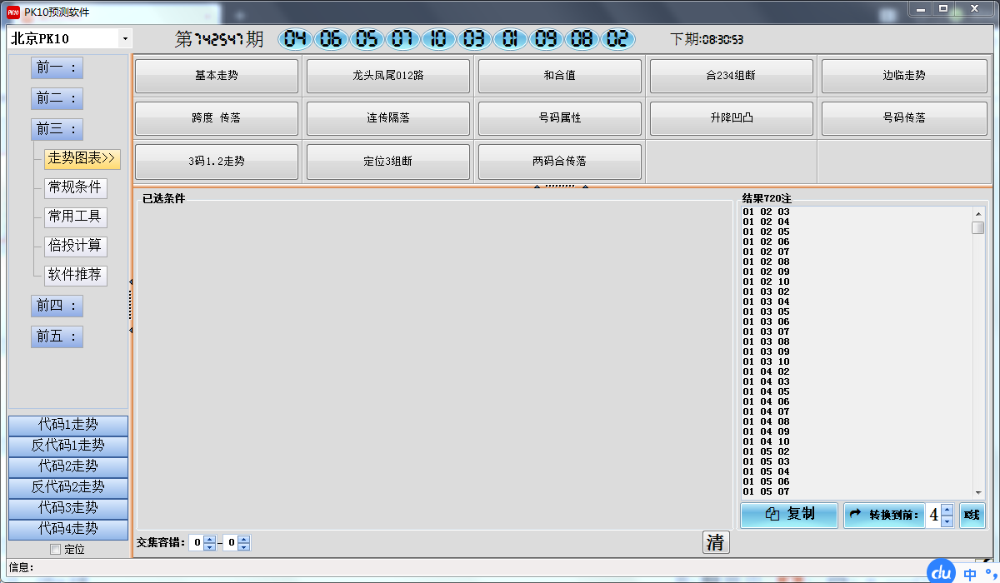 PK10 PK10预测软件
北京PK10
第742547期 04 06 05 07 10 03 01 09 08 02 下期:08:30:53
前一 :
前二 :
前三 :
走势图表>>
常规条件
常用工具
倍投计算
软件推荐
前四 :
前五 :
代码1走势
反代码1走势
代码2走势
反代码2走势
代码3走势
代码4走势
定位
基本走势 龙头凤尾012路 和合值 合234组断 边临走势
跨度 传落 连传隔落 号码属性 升降凹凸 号码传落
3码1.2走势 定位3组断 两码合传落
已选条件
结果720注
01 02 03
01 02 04
01 02 05
01 02 06
01 02 07
01 02 08
01 02 09
01 02 10
01 03 02
01 03 04
01 03 05
01 03 06
01 03 07
01 03 08
01 03 09
01 03 10
01 04 02
01 04 03
01 04 05
01 04 06
01 04 07
01 04 08
01 04 09
01 04 10
01 05 02
01 05 03
01 05 04
01 05 06
01 05 07
复制 转换到前: 4 K线
交集容错: 0 - 0 清
信息:
du 中